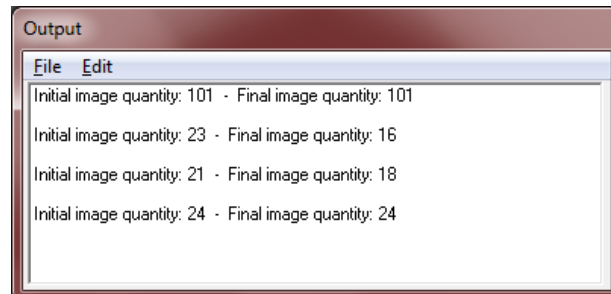 Output
File Edit
Initial image quantity: 101 - Final image quantity: 101
Initial image quantity: 23 - Final image quantity: 16
Initial image quantity: 21 - Final image quantity: 18
Initial image quantity: 24 - Final image quantity: 24